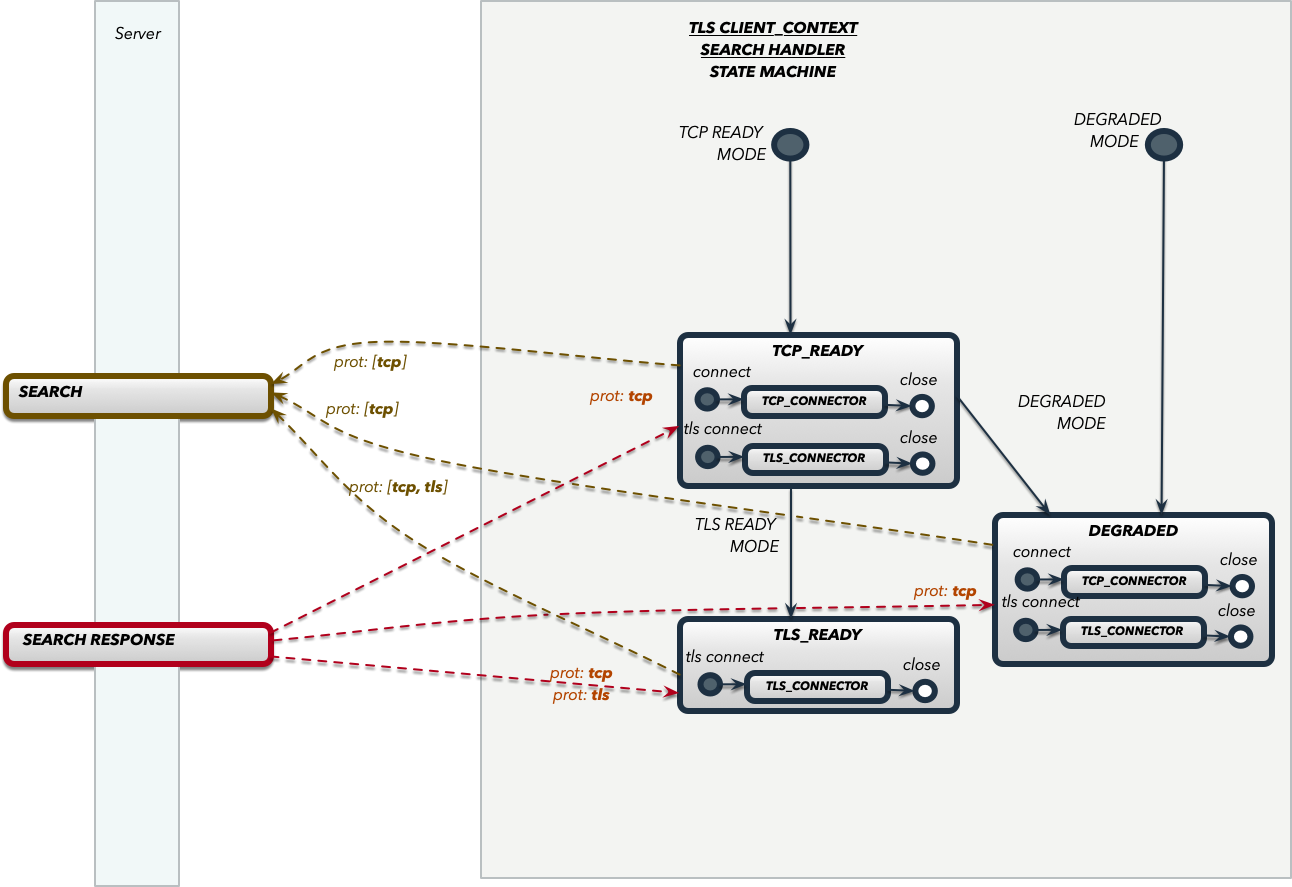 Server
TLS CLIENT_CONTEXT
SEARCH HANDLER
STATE MACHINE
TCP READY
MODE
DEGRADED
MODE
TCP_READY
connect
TCP_CONNECTOR
close
tls connect
TLS_CONNECTOR
close
prot: [tcp]
SEARCH
prot: tcp
prot: [tcp]
DEGRADED
MODE
prot: [tcp, tls]
TLS READY
MODE
DEGRADED
connect
TCP_CONNECTOR
close
tls connect
TLS_CONNECTOR
close
prot: tcp
SEARCH RESPONSE
TLS_READY
tls connect
TLS_CONNECTOR
close
prot: tcp
prot: tls